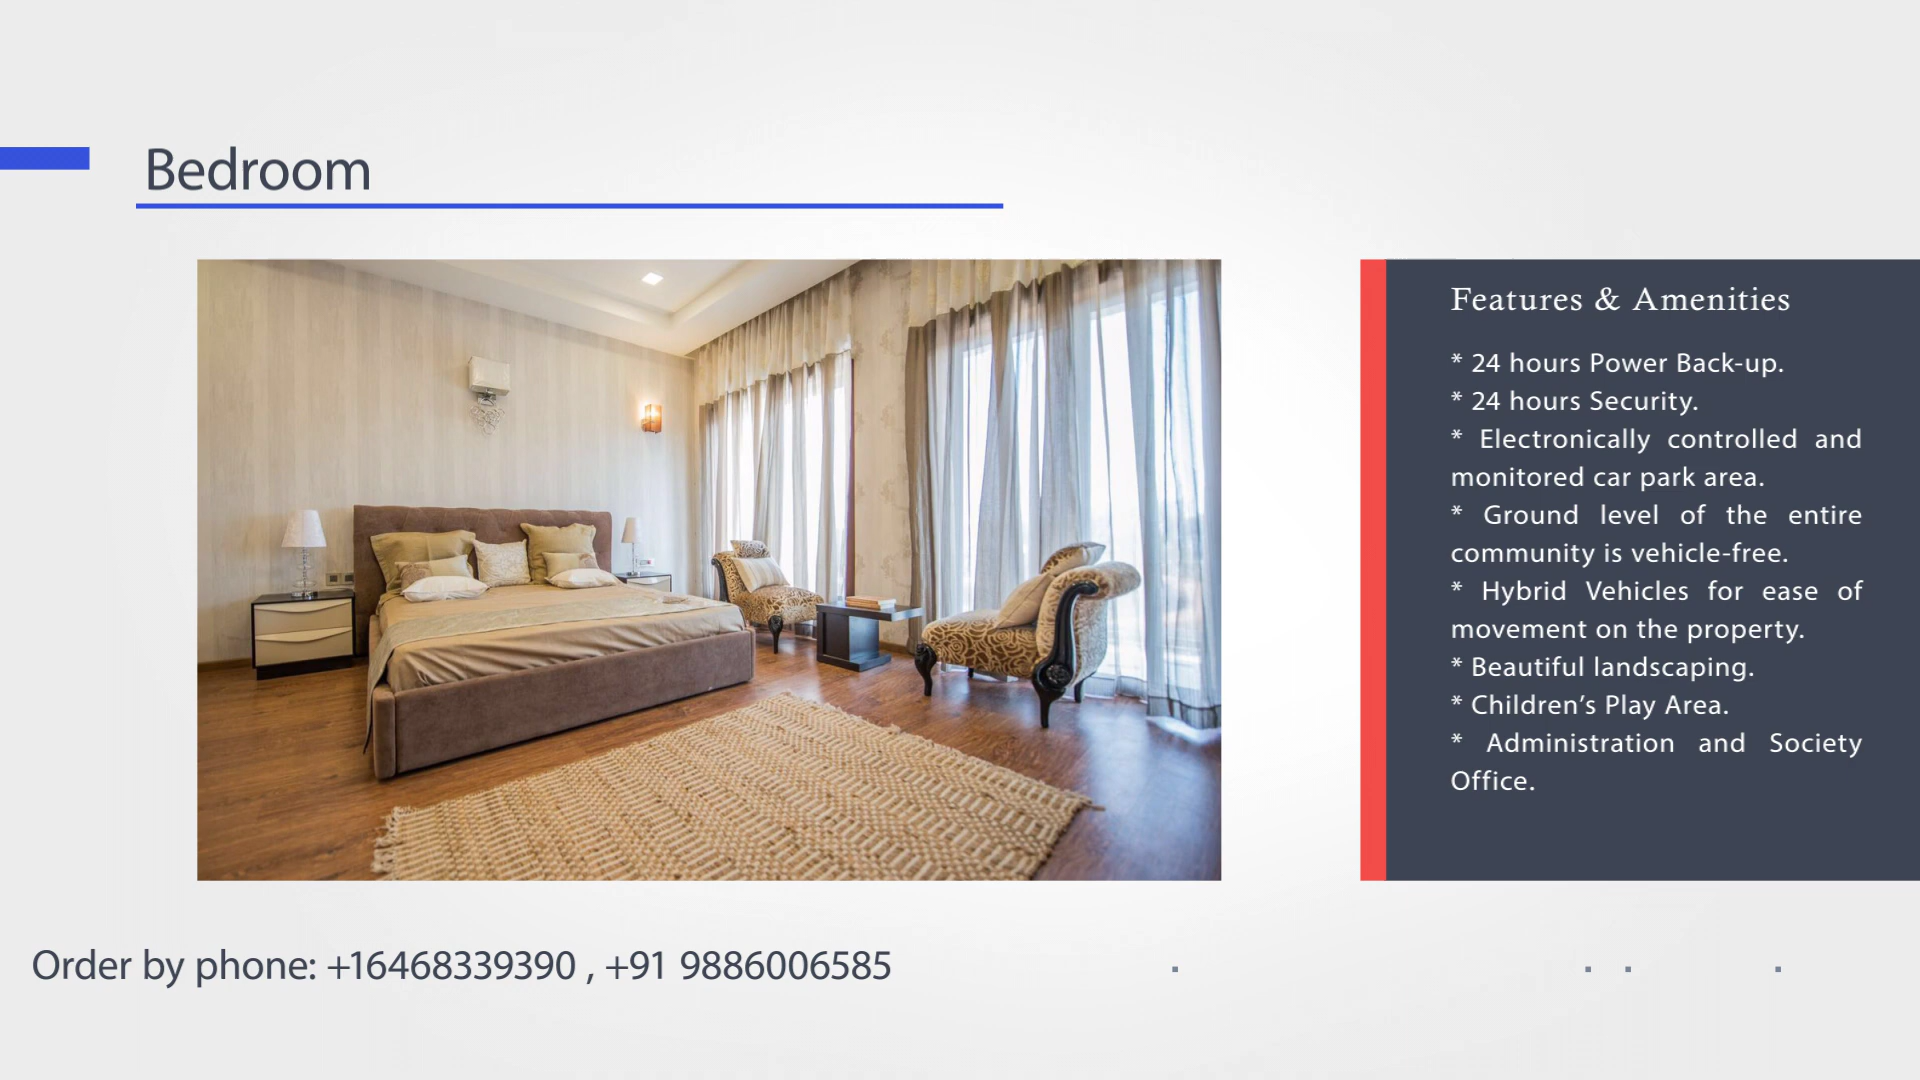 Bedroom
Features & Amenities
* 24 hours Power Back-up.
* 24 hours Security.
* Electronically controlled and
monitored car park area.
* Ground level of the entire
community is vehicle-free.
* Hybrid Vehicles for ease of
movement on the property.
* Beautiful landscaping.
* Children’s Play Area.
* Administration and Society
Office.
Order by phone: +16468339390 , +91 9886006585